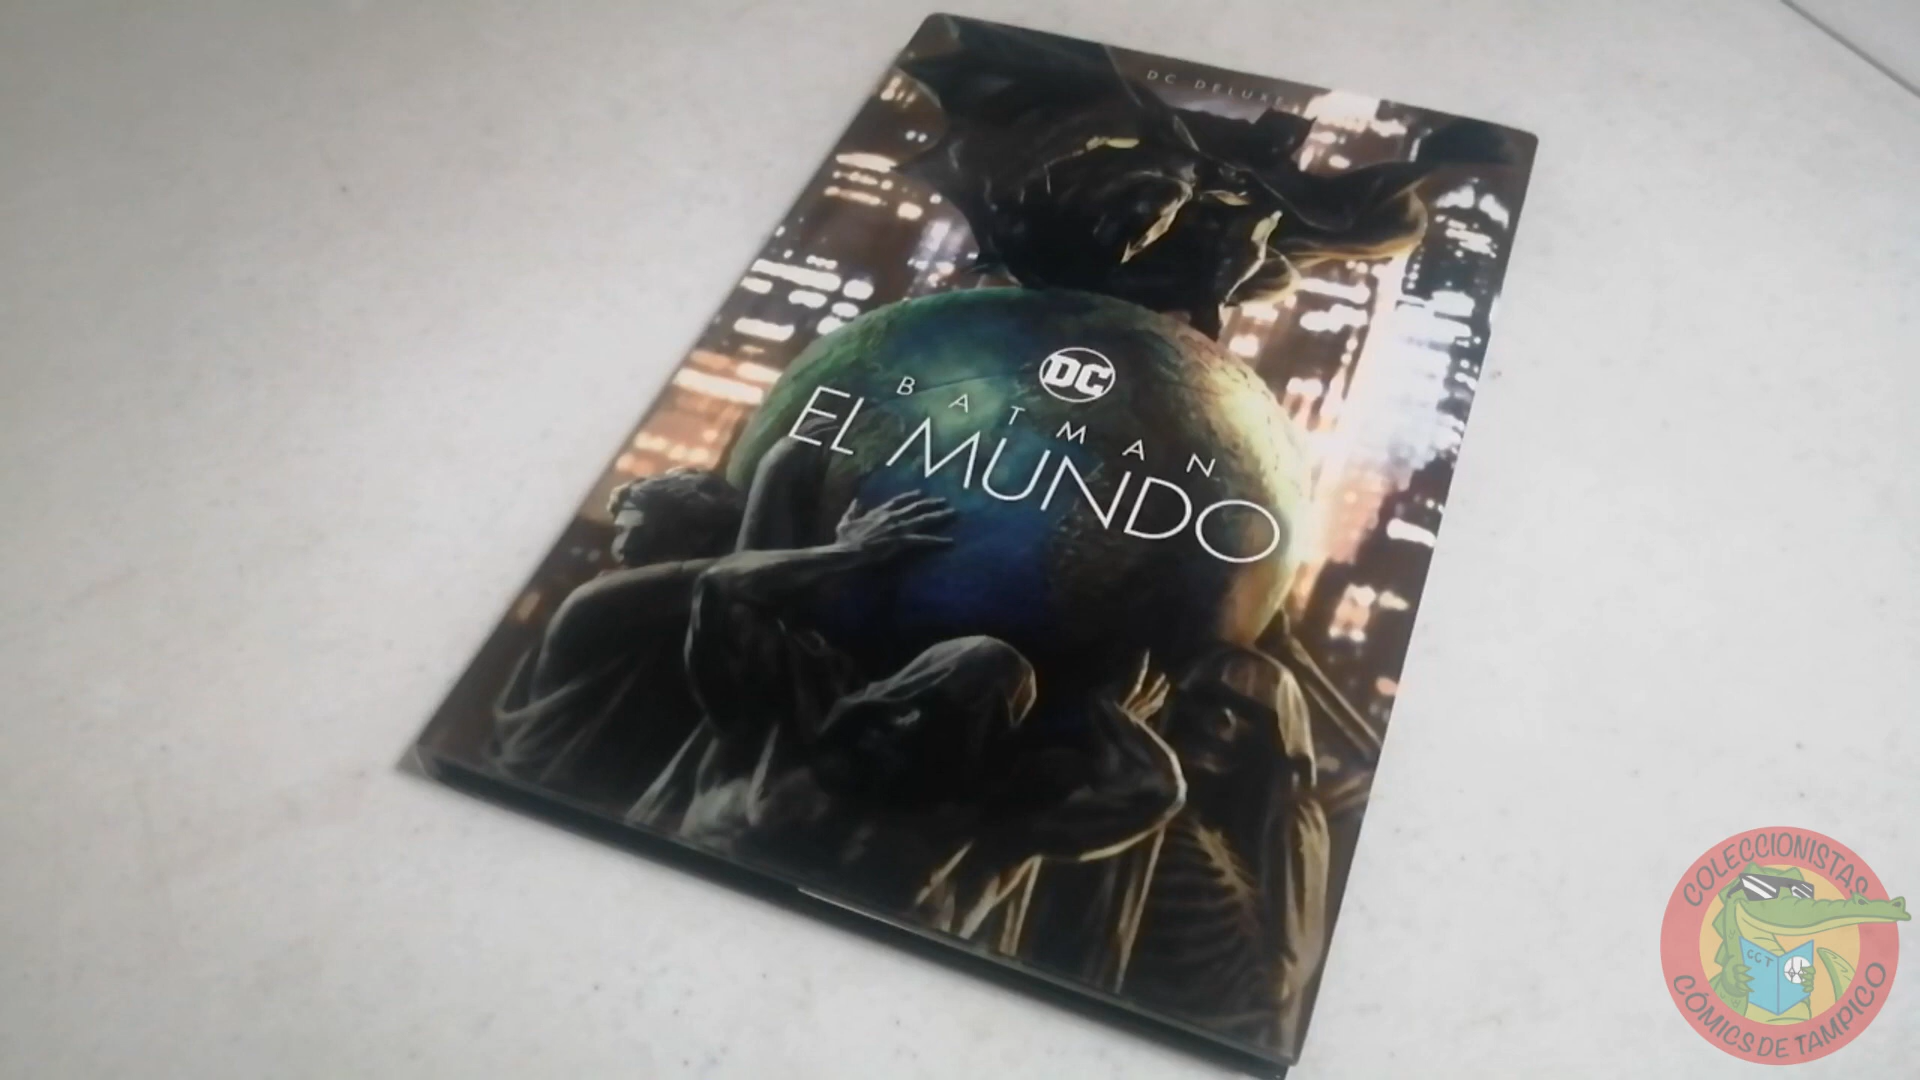 DC DELUXE
DC
BATMAN
EL MUNDO
COLECCIONISTAS
CCT
CÓMICS DE TAMPICO